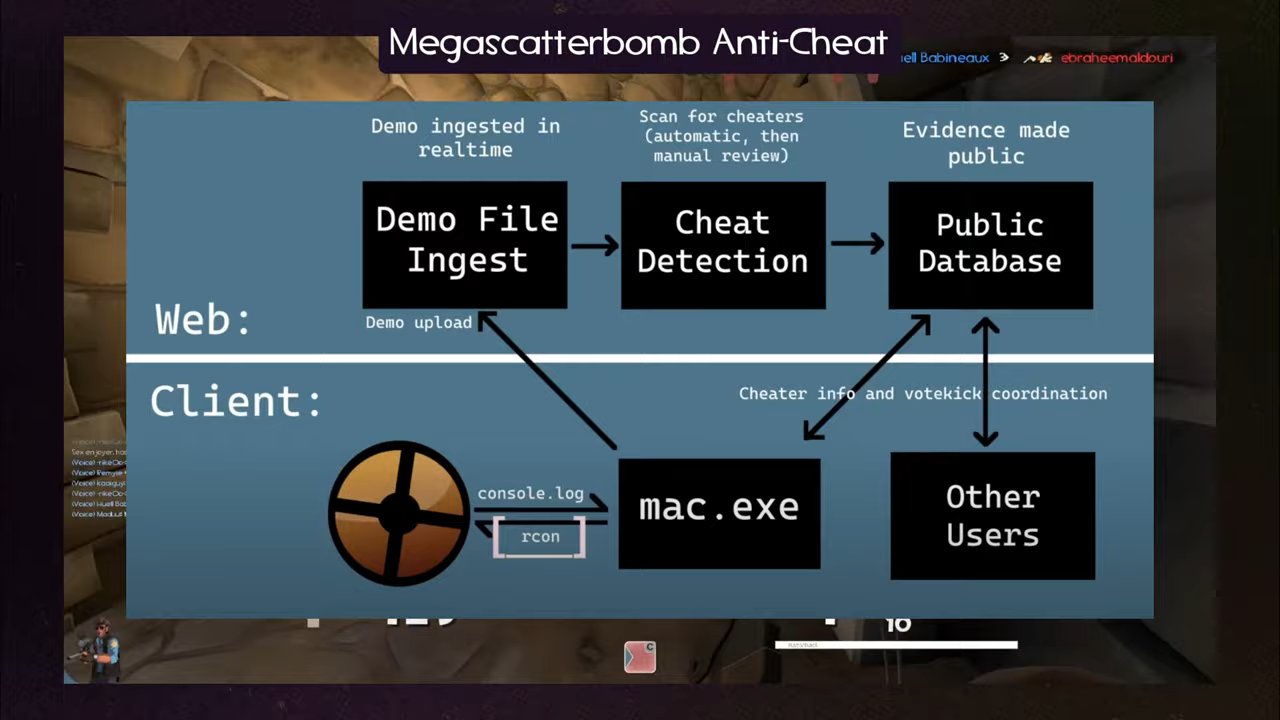 Megascatterbomb Anti-Cheat
ebraheemaldouri
Demo ingested in
realtime
Scan for cheaters
(automatic, then
manual review)
Evidence made
public
Demo File
Ingest
Cheat
Detection
Public
Database
Web:
Demo upload
Client:
Cheater info and votekick coordination
console.log
rcon
mac.exe
Other
Users
10
C